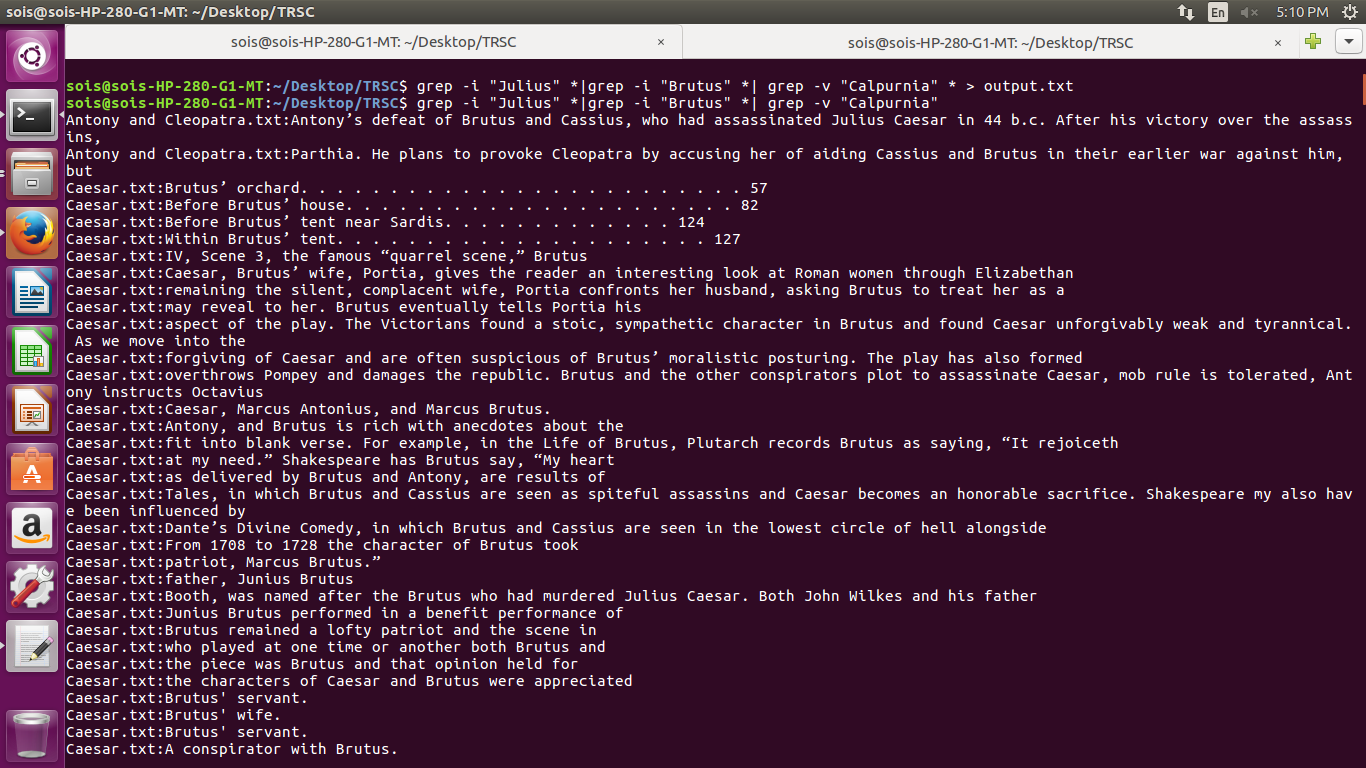 sois@sois-HP-280-G1-MT: ~/Desktop/TRSC
En
5:10 PM
sois@sois-HP-280-G1-MT: ~/Desktop/TRSC × sois@sois-HP-280-G1-MT: ~/Desktop/TRSC ×
sois@sois-HP-280-G1-MT:~/Desktop/TRSC$ grep -i "Julius" *|grep -i "Brutus" *| grep -v "Calpurnia" * > output.txt
sois@sois-HP-280-G1-MT:~/Desktop/TRSC$ grep -i "Julius" *|grep -i "Brutus" *| grep -v "Calpurnia"
Antony and Cleopatra.txt:Antony’s defeat of Brutus and Cassius, who had assassinated Julius Caesar in 44 b.c. After his victory over the assass
ins,
Antony and Cleopatra.txt:Parthia. He plans to provoke Cleopatra by accusing her of aiding Cassius and Brutus in their earlier war against him,
but
Caesar.txt:Brutus’ orchard. . . . . . . . . . . . . . . . . . . . . . . . . 57
Caesar.txt:Before Brutus’ house. . . . . . . . . . . . . . . . . . . . . . 82
Caesar.txt:Before Brutus’ tent near Sardis. . . . . . . . . . . . . 124
Caesar.txt:Within Brutus’ tent. . . . . . . . . . . . . . . . . . . . . 127
Caesar.txt:IV, Scene 3, the famous “quarrel scene,” Brutus
Caesar.txt:Caesar, Brutus’ wife, Portia, gives the reader an interesting look at Roman women through Elizabethan
Caesar.txt:remaining the silent, complacent wife, Portia confronts her husband, asking Brutus to treat her as a
Caesar.txt:may reveal to her. Brutus eventually tells Portia his
Caesar.txt:aspect of the play. The Victorians found a stoic, sympathetic character in Brutus and found Caesar unforgivably weak and tyrannical.
As we move into the
Caesar.txt:forgiving of Caesar and are often suspicious of Brutus’ moralistic posturing. The play has also formed
Caesar.txt:overthrows Pompey and damages the republic. Brutus and the other conspirators plot to assassinate Caesar, mob rule is tolerated, Ant
ony instructs Octavius
Caesar.txt:Caesar, Marcus Antonius, and Marcus Brutus.
Caesar.txt:Antony, and Brutus is rich with anecdotes about the
Caesar.txt:fit into blank verse. For example, in the Life of Brutus, Plutarch records Brutus as saying, “It rejoiceth
Caesar.txt:at my need.” Shakespeare has Brutus say, “My heart
Caesar.txt:as delivered by Brutus and Antony, are results of
Caesar.txt:Tales, in which Brutus and Cassius are seen as spiteful assassins and Caesar becomes an honorable sacrifice. Shakespeare my also hav
e been influenced by
Caesar.txt:Dante’s Divine Comedy, in which Brutus and Cassius are seen in the lowest circle of hell alongside
Caesar.txt:From 1708 to 1728 the character of Brutus took
Caesar.txt:patriot, Marcus Brutus.”
Caesar.txt:father, Junius Brutus
Caesar.txt:Booth, was named after the Brutus who had murdered Julius Caesar. Both John Wilkes and his father
Caesar.txt:Junius Brutus performed in a benefit performance of
Caesar.txt:Brutus remained a lofty patriot and the scene in
Caesar.txt:who played at one time or another both Brutus and
Caesar.txt:the piece was Brutus and that opinion held for
Caesar.txt:the characters of Caesar and Brutus were appreciated
Caesar.txt:Brutus' servant.
Caesar.txt:Brutus' wife.
Caesar.txt:Brutus' servant.
Caesar.txt:A conspirator with Brutus.